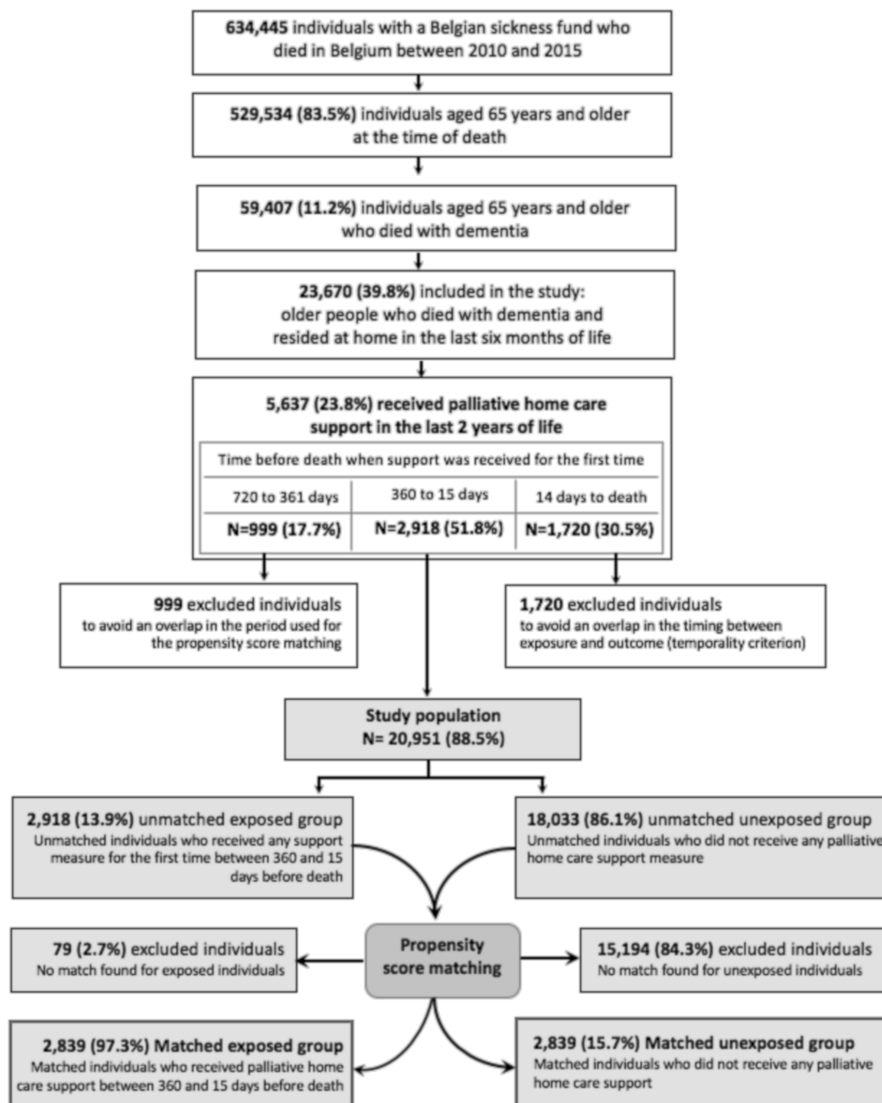 634,445 individuals with a Belgian sickness fund who
died in Belgium between 2010 and 2015
529,534 (83.5%) individuals aged 65 years and older
at the time of death
59,407 (11.2%) individuals aged 65 years and older
who died with dementia
23,670 (39.8%) included in the study:
older people who died with dementia and
resided at home in the last six months of life
5,637 (23.8%) received palliative home care
support in the last 2 years of life
Time before death when support was received for the first time
720 to 361 days
360 to 15 days
14 days to death
N=999 (17.7%)
N=2,918 (51.8%)
N=1,720 (30.5%)
999 excluded individuals
to avoid an overlap in the period used for
the propensity score matching
1,720 excluded individuals
to avoid an overlap in the timing between
exposure and outcome (temporality criterion)
Study population
N= 20,951 (88.5%)
2,918 (13.9%) unmatched exposed group
Unmatched individuals who received any support
measure for the first time between 360 and 15
days before death
18,033 (86.1%) unmatched unexposed group
Unmatched individuals who did not receive any palliative
home care support measure
Propensity
score matching
79 (2.7%) excluded individuals
No match found for exposed individuals
15,194 (84.3%) excluded individuals
No match found for unexposed individuals
2,839 (97.3%) Matched exposed group
Matched individuals who received palliative home
care support between 360 and 15 days before death
2,839 (15.7%) Matched unexposed group
Matched individuals who did not receive any palliative
home care support